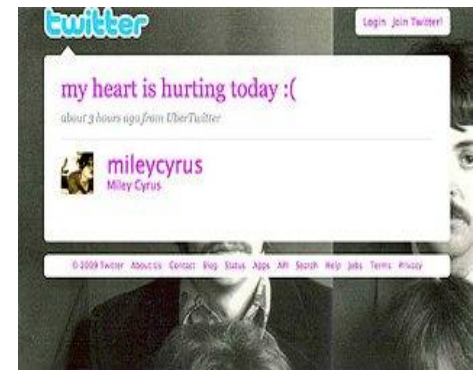 twitter
Login Join Twitter!
my heart is hurting today :(
about 3 hours ago from UberTwitter
mileycyrus
Miley Cyrus
© 2009 Twitter About Us Contact Blog Status Apps API Search Help Jobs Terms Privacy